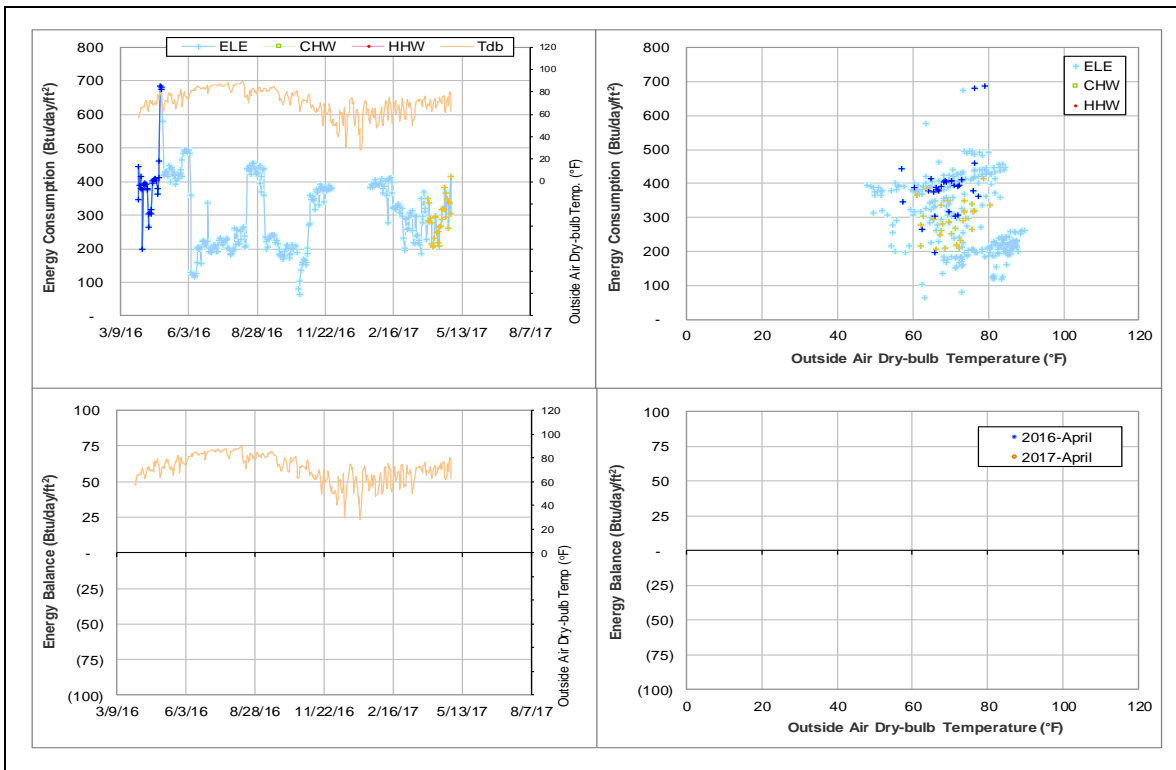 ELE CHW HHW Tdb
Energy Consumption (Btu/day/ft²)
800
700
600
500
400
300
200
100
-
120
100
80
60
40
20
0
Outside Air Dry-bulb Temp. (°F)
3/9/16 6/3/16 8/28/16 11/22/16 2/16/17 5/13/17 8/7/17
Energy Consumption (Btu/day/ft²)
800
700
600
500
400
300
200
100
-
ELE
CHW
HHW
0 20 40 60 80 100 120
Outside Air Dry-bulb Temperature (°F)
Energy Balance (Btu/day/ft²)
100
75
50
25
-
(25)
(50)
(75)
(100)
120
100
80
60
40
20
0
Outside Air Dry-bulb Temp (°F)
3/9/16 6/3/16 8/28/16 11/22/16 2/16/17 5/13/17 8/7/17
Energy Balance (Btu/day/ft²)
100
75
50
25
-
(25)
(50)
(75)
(100)
2016-April
2017-April
0 20 40 60 80 100 120
Outside Air Dry-bulb Temperature (°F)